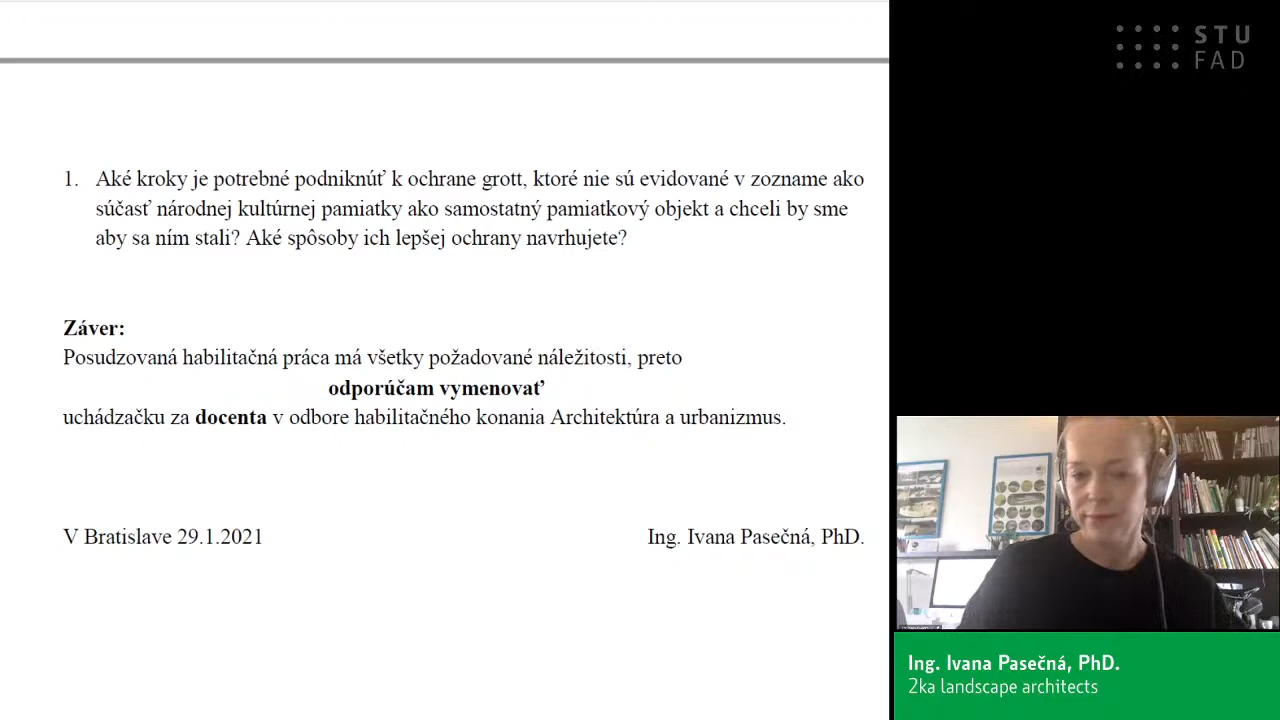 STU
FAD
1. Aké kroky je potrebné podniknúť k ochrane grott, ktoré nie sú evidované v zozname ako
súčasť národnej kultúrnej pamiatky ako samostatný pamiatkový objekt a chceli by sme
aby sa ním stali? Aké spôsoby ich lepšej ochrany navrhujete?
Záver:
Posudzovaná habilitačná práca má všetky požadované náležitosti, preto
odporúčam vymenovať
uchádzačku za docenta v odbore habilitačného konania Architektúra a urbanizmus.
V Bratislave 29.1.2021 Ing. Ivana Pasečná, PhD.
Ing. Ivana Pasečná, PhD.
2ka landscape architects